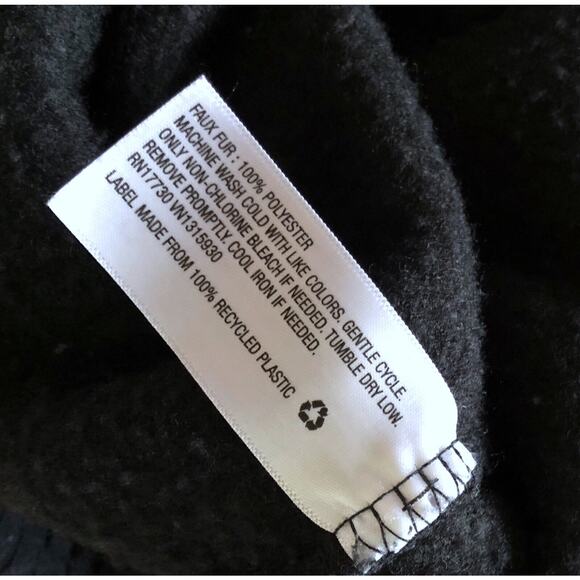 FAUX FUR : 100% POLYESTER
MACHINE WASH COLD WITH LIKE COLORS. GENTLE CYCLE.
ONLY NON-CHLORINE BLEACH IF NEEDED. TUMBLE DRY LOW.
REMOVE PROMPTLY. COOL IRON IF NEEDED.
RN17730 VN1315930
LABEL MADE FROM 100% RECYCLED PLASTIC